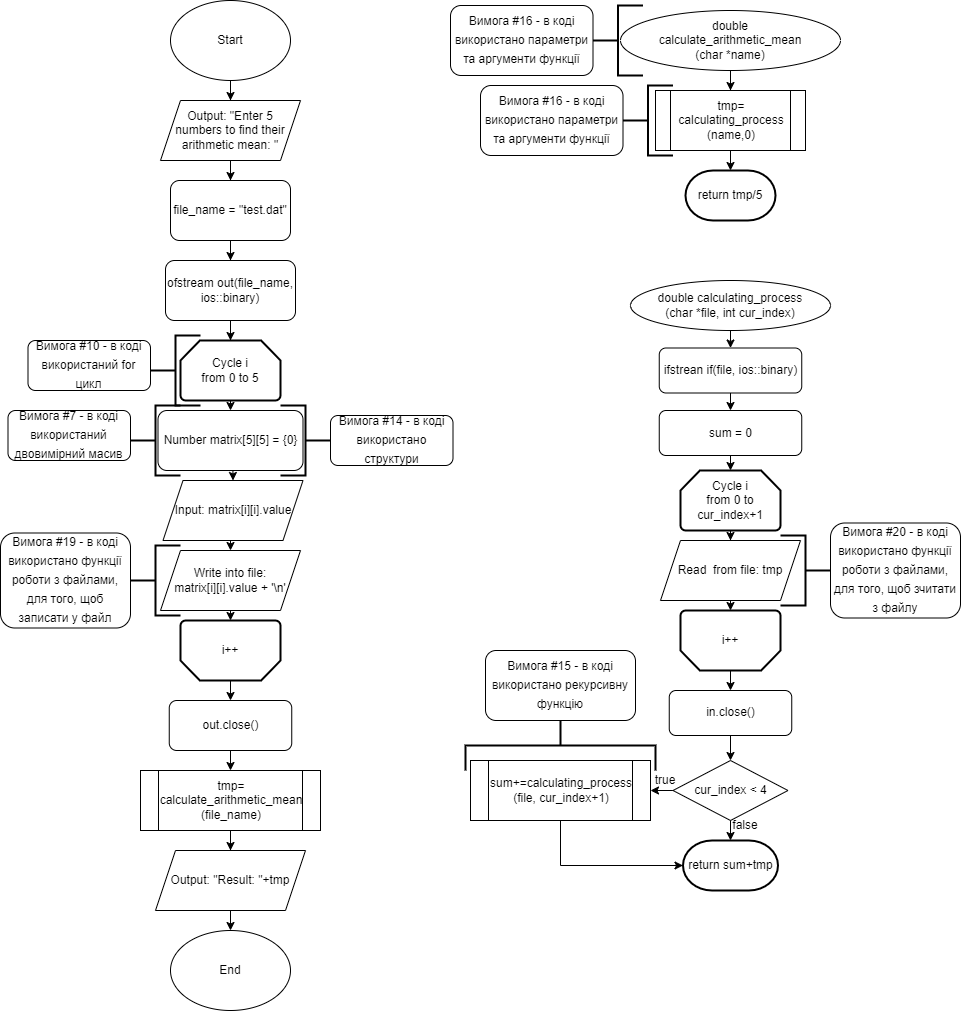 Start
Output: "Enter 5
numbers to find their
arithmetic mean: "
file_name = "test.dat"
ofstream out(file_name,
ios::binary)
Вимога #10 - в коді
використаний for
цикл
Cycle i
from 0 to 5
Вимога #7 - в коді
використаний
двовимірний масив
Number matrix[5][5] = {0}
Вимога #14 - в коді
використано
структури
Input: matrix[i][i].value
Вимога #19 - в коді
використано функції
роботи з файлами,
для того, щоб
записати у файл
Write into file:
matrix[i][i].value + '\n'
i++
out.close()
tmp=
calculate_arithmetic_mean
(file_name)
Output: "Result: "+tmp
End
Вимога #16 - в коді
використано параметри
та аргументи функції
double
calculate_arithmetic_mean
(char *name)
Вимога #16 - в коді
використано параметри
та аргументи функції
tmp=
calculating_process
(name,0)
return tmp/5
double calculating_process
(char *file, int cur_index)
ifstrean if(file, ios::binary)
sum = 0
Cycle i
from 0 to
cur_index+1
Read  from file: tmp
Вимога #20 - в коді
використано функції
роботи з файлами,
для того, щоб зчитати
з файлу
i++
in.close()
Вимога #15 - в коді
використано рекурсивну
функцію
cur_index < 4
true
false
sum+=calculating_process
(file, cur_index+1)
return sum+tmp